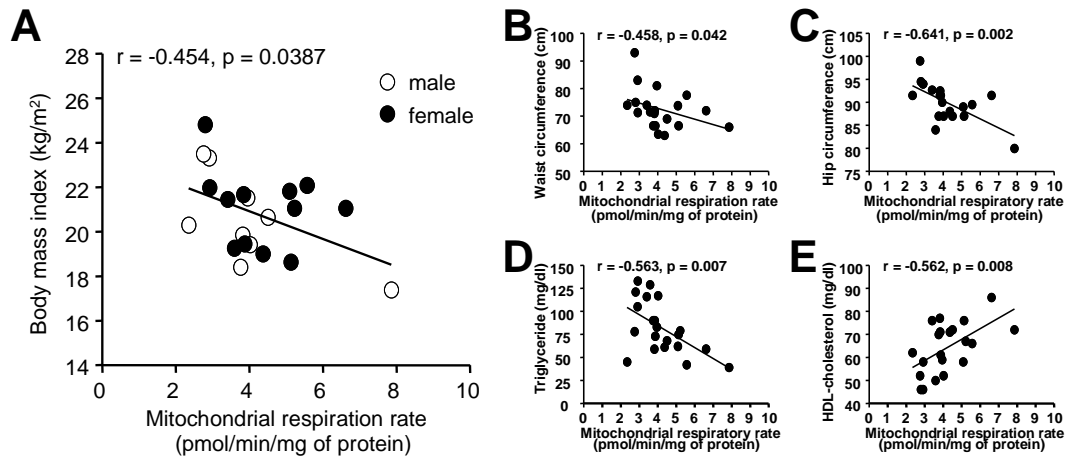 A
r = -0.454, p = 0.0387
male
female
Body mass index (kg/m²)
28
26
24
22
20
18
16
14
0 2 4 6 8 10
Mitochondrial respiration rate
(pmol/min/mg of protein)
B
r = -0.458, p = 0.042
Waist circumference (cm)
100
90
80
70
60
50
0 1 2 3 4 5 6 7 8 9 10
Mitochondrial respiration rate
(pmol/min/mg of protein)
C
r = -0.641, p = 0.002
Hip circumference (cm)
105
100
95
90
85
80
75
0 1 2 3 4 5 6 7 8 9 10
Mitochondrial respiratory rate
(pmol/min/mg of protein)
D
r = -0.563, p = 0.007
Triglyceride (mg/dl)
150
125
100
75
50
25
0
0 1 2 3 4 5 6 7 8 9 10
Mitochondrial respiratory rate
(pmol/min/mg of protein)
E
r = -0.562, p = 0.008
HDL-cholesterol (mg/dl)
100
90
80
70
60
50
40
0 1 2 3 4 5 6 7 8 9 10
Mitochondrial respiration rate
(pmol/min/mg of protein)